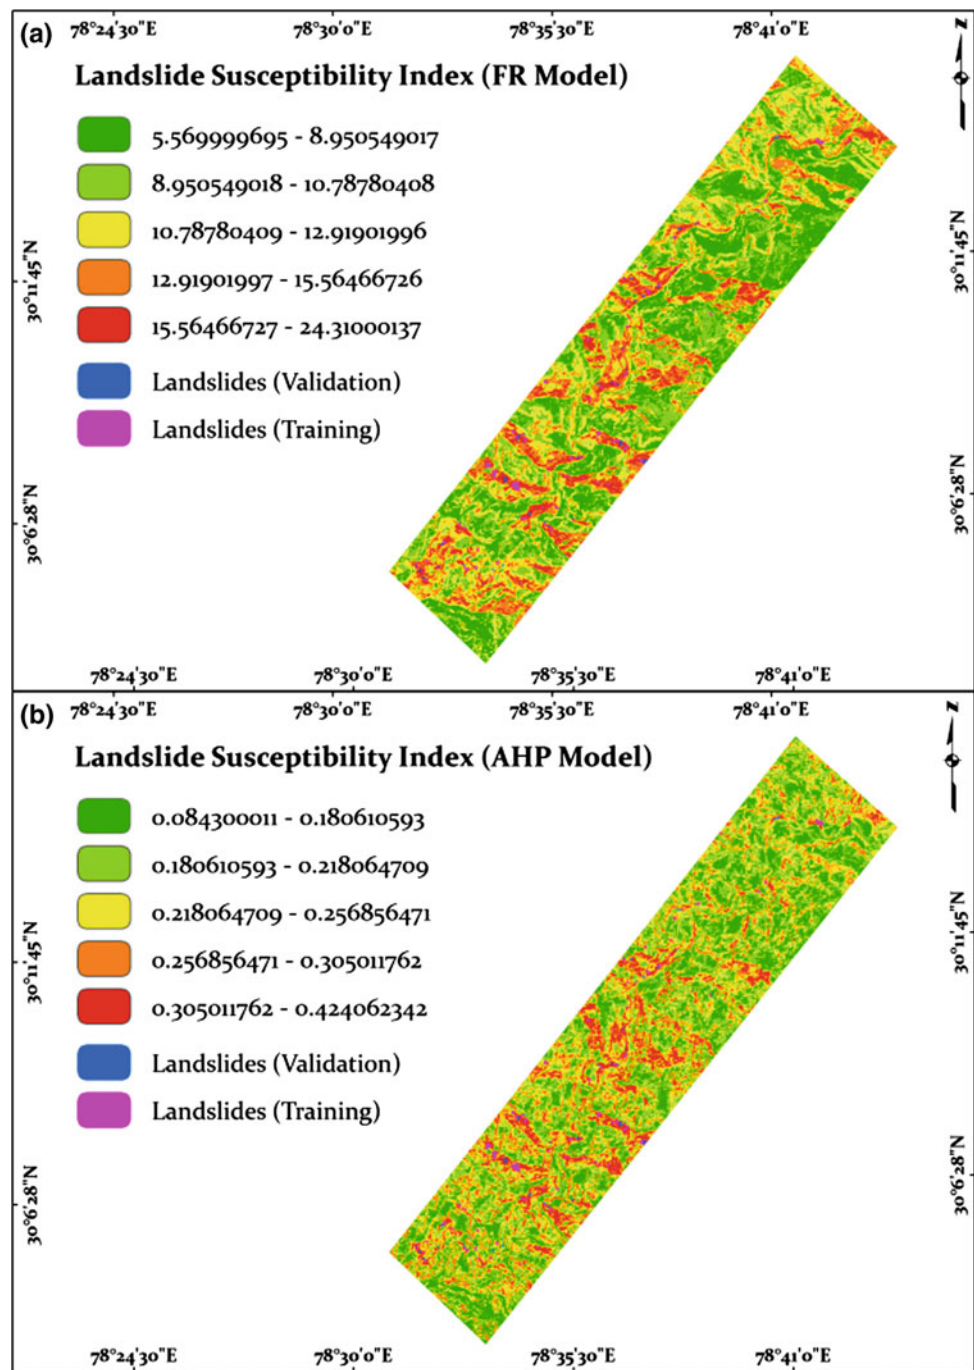 (a)
78°24'30"E 78°30'0"E 78°35'30"E 78°41'0"E
Z
Landslide Susceptibility Index (FR Model)
5.569999695 - 8.950549017
8.950549018 - 10.78780408
10.78780409 - 12.91901996
12.91901997 - 15.56466726
15.56466727 - 24.31000137
Landslides (Validation)
Landslides (Training)
30°11'45"N
30°11'45"N
30°6'28"N
30°6'28"N
78°24'30"E 78°30'0"E 78°35'30"E 78°41'0"E
(b)
78°24'30"E 78°30'0"E 78°35'30"E 78°41'0"E
Z
Landslide Susceptibility Index (AHP Model)
0.084300011 - 0.180610593
0.180610593 - 0.218064709
0.218064709 - 0.256856471
0.256856471 - 0.305011762
0.305011762 - 0.424062342
Landslides (Validation)
Landslides (Training)
30°11'45"N
30°11'45"N
30°6'28"N
30°6'28"N
78°24'30"E 78°30'0"E 78°35'30"E 78°41'0"E